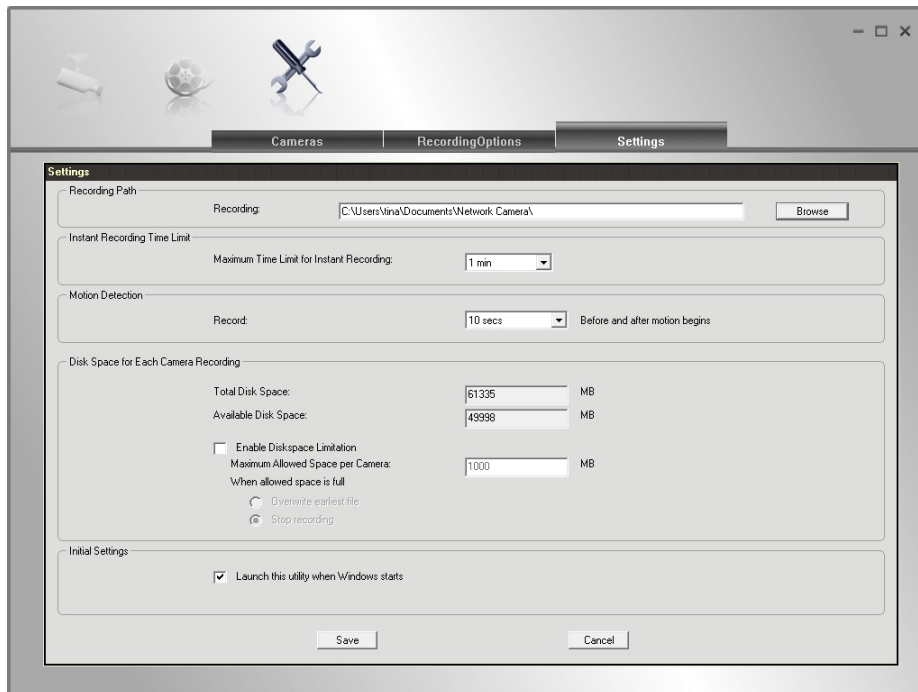 Cameras
RecordingOptions
Settings
Settings
Recording Path
Recording: C:\Users\tina\Documents\Network Camera\ Browse
Instant Recording Time Limit
Maximum Time Limit for Instant Recording: 1 min
Motion Detection
Record: 10 secs Before and after motion begins
Disk Space for Each Camera Recording
Total Disk Space: 61335 MB
Available Disk Space: 49998 MB
Enable Diskspace Limitation
Maximum Allowed Space per Camera: 1000 MB
When allowed space is full
Overwrite earliest file
Stop recording
Initial Settings
Launch this utility when Windows starts
Save Cancel